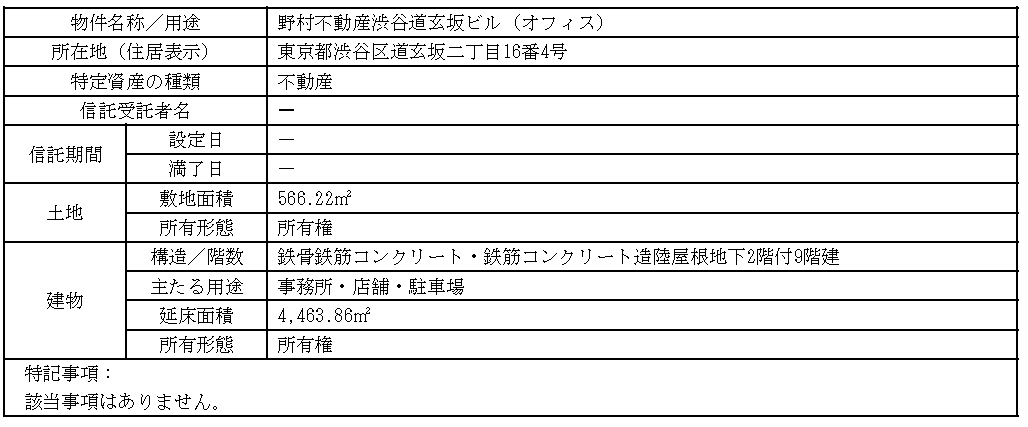 物件名称／用途 野村不動産渋谷道玄坂ビル（オフィス）
所在地（住居表示） 東京都渋谷区道玄坂二丁目16番4号
特定資産の種類 不動産
信託受託者名 －
信託期間 設定日 －
満了日 －
土地 敷地面積 566.22㎡
所有形態 所有権
建物 構造／階数 鉄骨鉄筋コンクリート・鉄筋コンクリート造陸屋根地下2階付9階建
主たる用途 事務所・店舗・駐車場
延床面積 4,463.86㎡
所有形態 所有権
特記事項：
該当事項はありません。